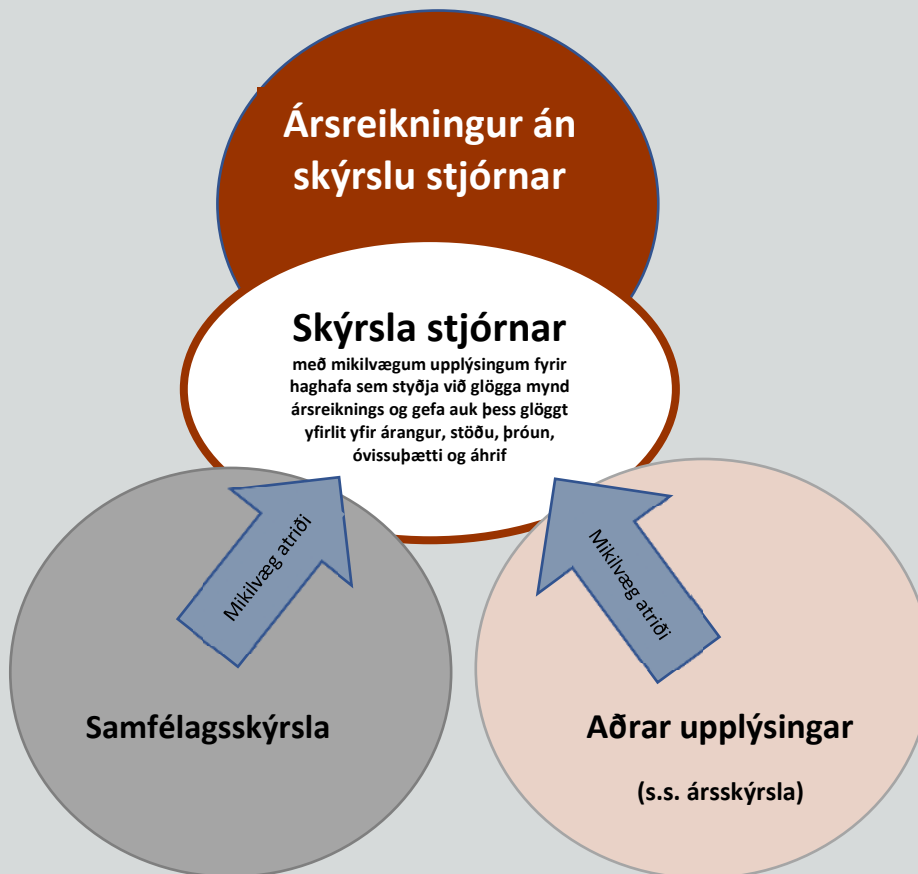 Ársreikningur án
skýrslu stjórnar
Skýrsla stjórnar
með mikilvægum upplýsingum fyrir
haghafa sem styðja við glögga mynd
ársreiknings og gefa auk þess glöggt
yfirlit yfir árangur, stöðu, þróun,
óvissuþætti og áhrif
Mikilvæg atriði
Mikilvæg atriði
Samfélagsskýrsla
Aðrar upplýsingar
(s.s. ársskýrsla)